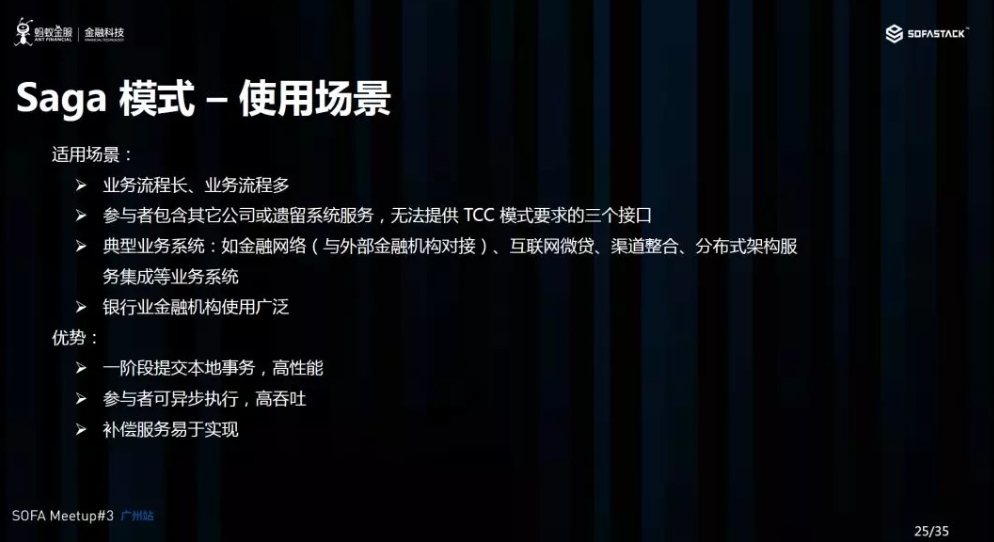 蚂蚁金服 金融科技
ANT FINANCIAL FINANCIAL TECHNOLOGY
SOFASTACK™
Saga 模式 – 使用场景
适用场景：
➢ 业务流程长、业务流程多
➢ 参与者包含其它公司或遗留系统服务，无法提供 TCC 模式要求的三个接口
➢ 典型业务系统：如金融网络（与外部金融机构对接）、互联网微贷、渠道整合、分布式架构服
务集成等业务系统
➢ 银行业金融机构使用广泛
优势：
➢ 一阶段提交本地事务，高性能
➢ 参与者可异步执行，高吞吐
➢ 补偿服务易于实现
SOFA Meetup#3 广州站
25/35